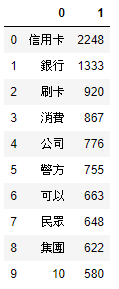 0 1
0 信用卡 2248
1 銀行 1333
2 刷卡 920
3 消費 867
4 公司 776
5 警方 755
6 可以 663
7 民眾 648
8 集團 622
9 10 580